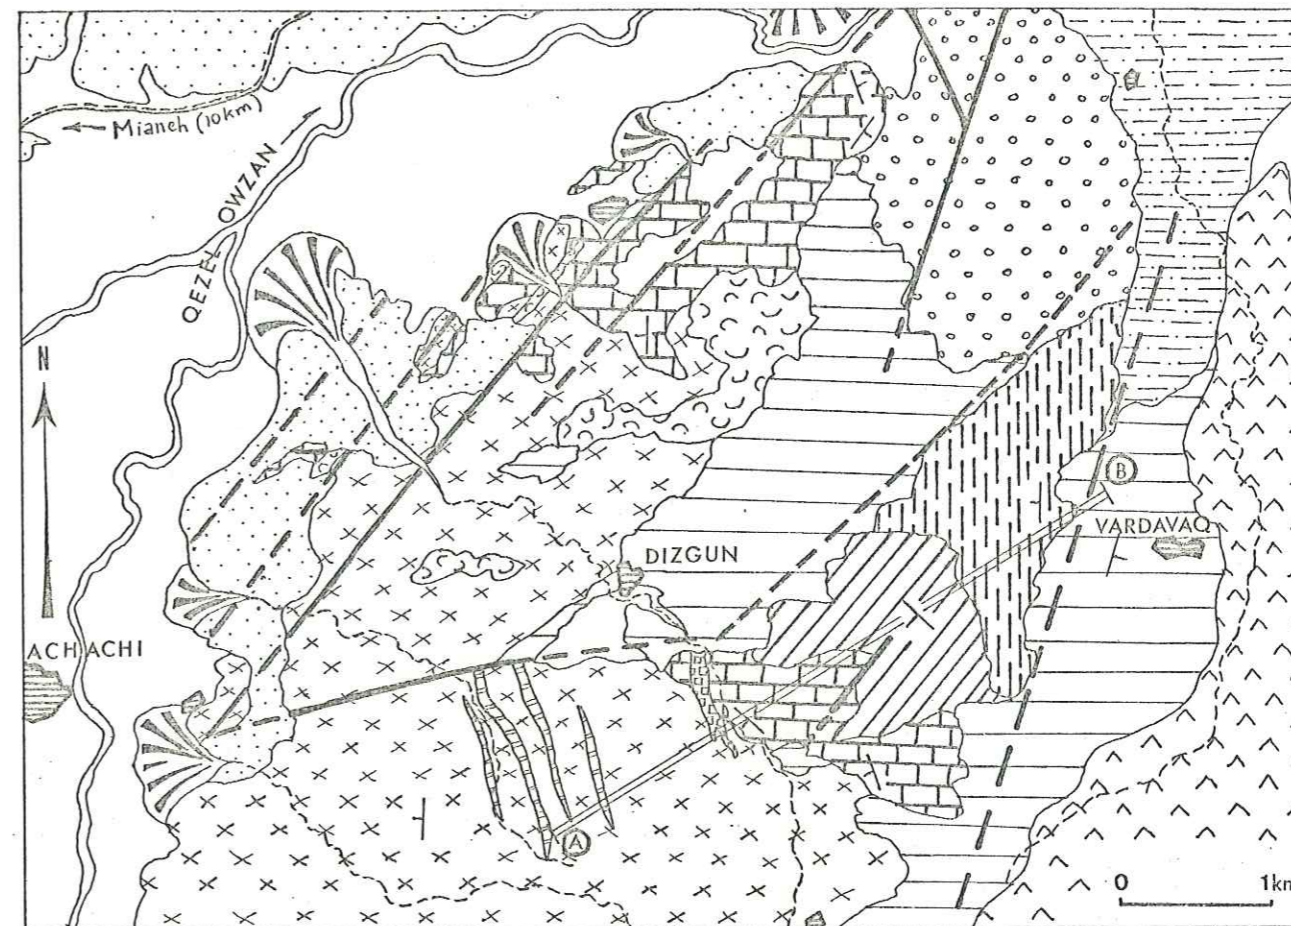 Mianeh (10km)
QEZEL OWZAN
N
DIZGUN
B
VARDAVAQ
ACHACHI
A
0 1km